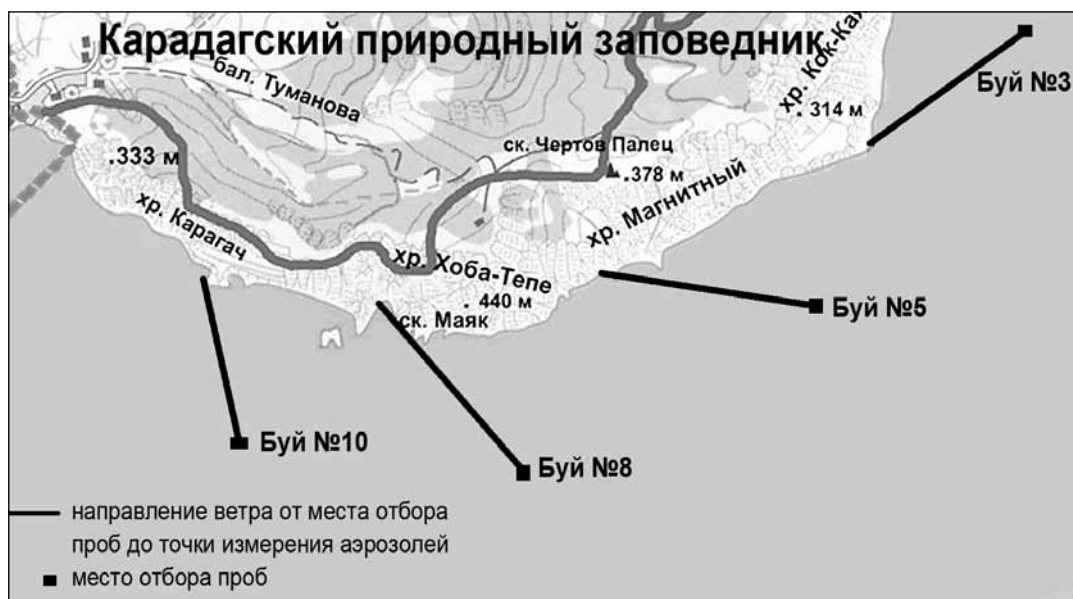 Карадагский природный заповедник
Буй №3
хр. Кок-Кая
бал. Туманова
.314 м
ск. Чертов Палец
.333 м
.378 м
хр. Магнитный
хр. Карагач
хр. Хоба-Тепе
.440 м
ск. Маяк
Буй №5
Буй №10
Буй №8
направление ветра от места отбора
проб до точки измерения аэрозолей
место отбора проб